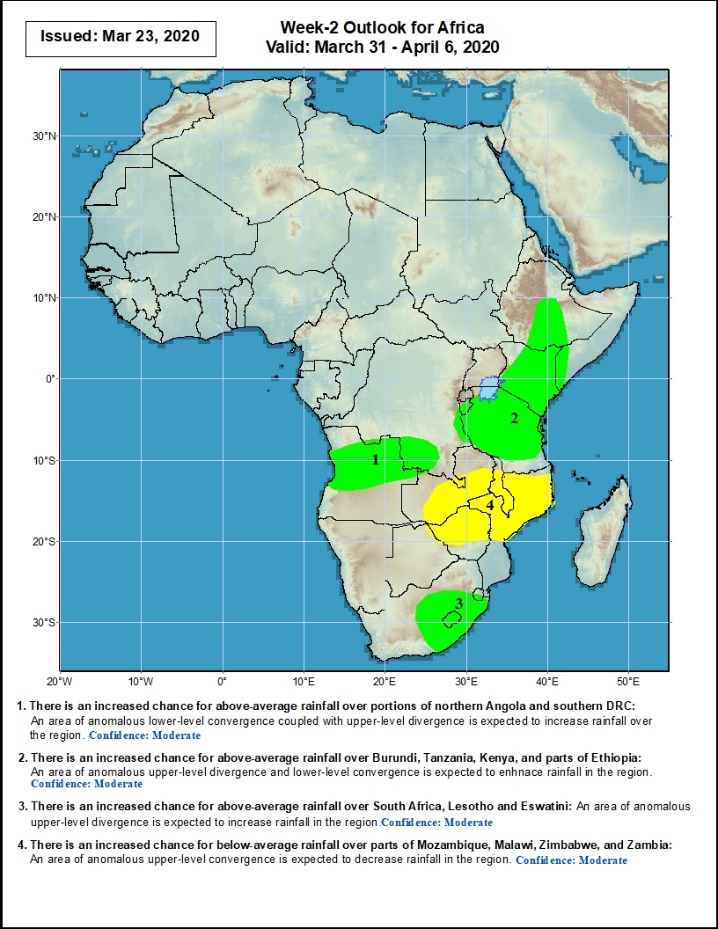 Issued: Mar 23, 2020
Week-2 Outlook for Africa
Valid: March 31 - April 6, 2020
30°N
20°N
10°N
0°
10°S
20°S
30°S
1
2
3
4
20°W
10°W
0°
10°E
20°E
30°E
40°E
50°E
1. There is an increased chance for above-average rainfall over portions of northern Angola and southern DRC:
An area of anomalous lower-level convergence coupled with upper-level divergence is expected to increase rainfall over
the region. Confidence: Moderate
2. There is an increased chance for above-average rainfall over Burundi, Tanzania, Kenya, and parts of Ethiopia:
An area of anomalous upper-level divergence and lower-level convergence is expected to enhnace rainfall in the region.
Confidence: Moderate
3. There is an increased chance for above-average rainfall over South Africa, Lesotho and Eswatini: An area of anomalous
upper-level divergence is expected to increase rainfall in the region.Confidence: Moderate
4. There is an increased chance for below-average rainfall over parts of Mozambique, Malawi, Zimbabwe, and Zambia:
An area of anomalous upper-level convergence is expected to decrease rainfall in the region. Confidence: Moderate